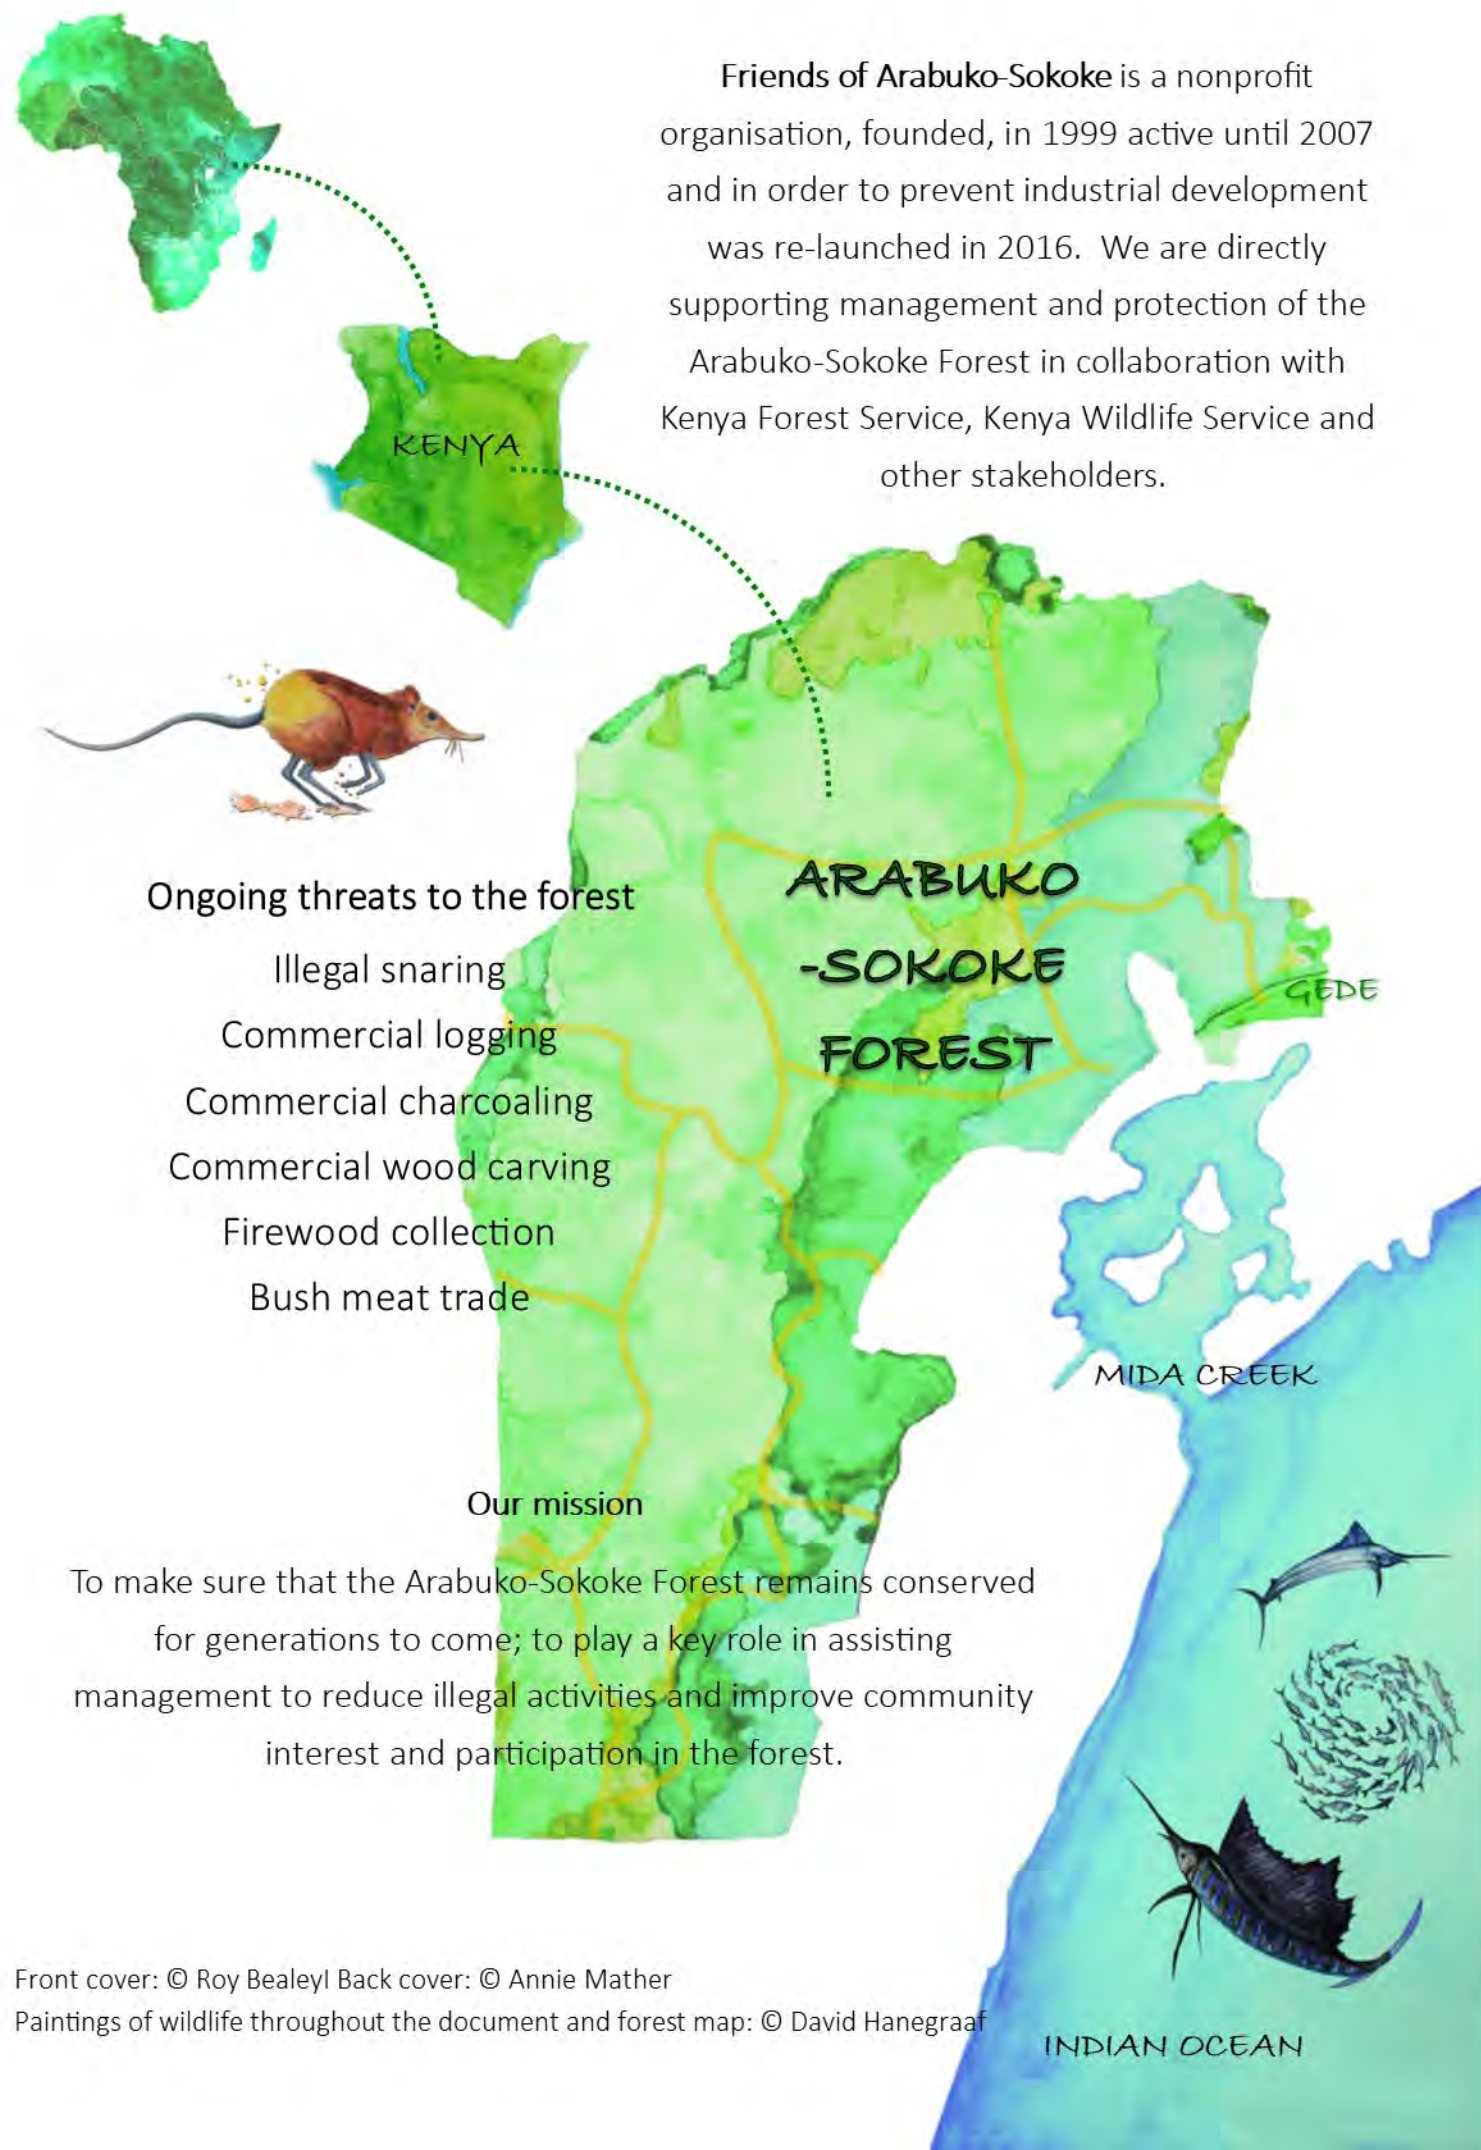 Friends of Arabuko-Sokoke is a nonprofit
organisation, founded, in 1999 active until 2007
and in order to prevent industrial development
was re-launched in 2016.  We are directly
supporting management and protection of the
Arabuko-Sokoke Forest in collaboration with
Kenya Forest Service, Kenya Wildlife Service and
other stakeholders.
KENYA
Ongoing threats to the forest
Illegal snaring
Commercial logging
Commercial charcoaling
Commercial wood carving
Firewood collection
Bush meat trade
ARABUKO
-SOKOKE
FOREST
GEDE
MIDA CREEK
Our mission
To make sure that the Arabuko-Sokoke Forest remains conserved
for generations to come; to play a key role in assisting
management to reduce illegal activities and improve community
interest and participation in the forest.
Front cover: © Roy BealeyI Back cover: © Annie Mather
Paintings of wildlife throughout the document and forest map: © David Hanegraaf
INDIAN OCEAN